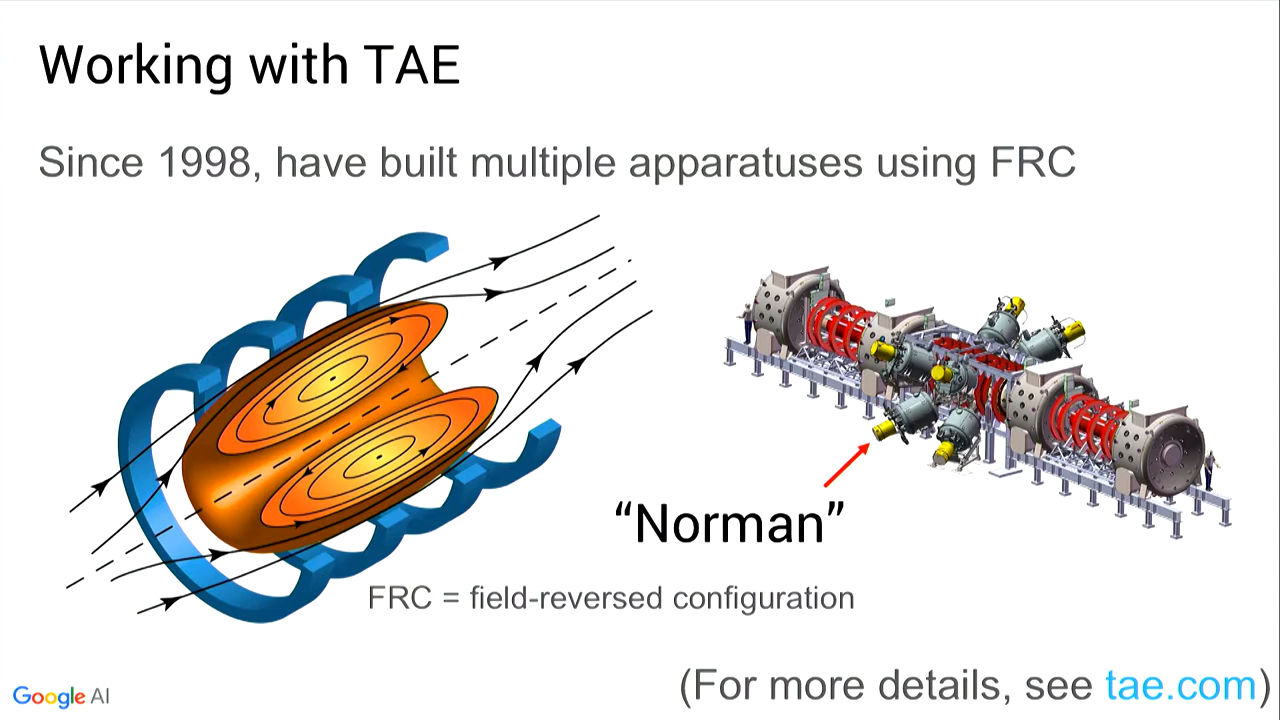 Working with TAE
Since 1998, have built multiple apparatuses using FRC
“Norman”
FRC = field-reversed configuration
Google AI
(For more details, see tae.com)